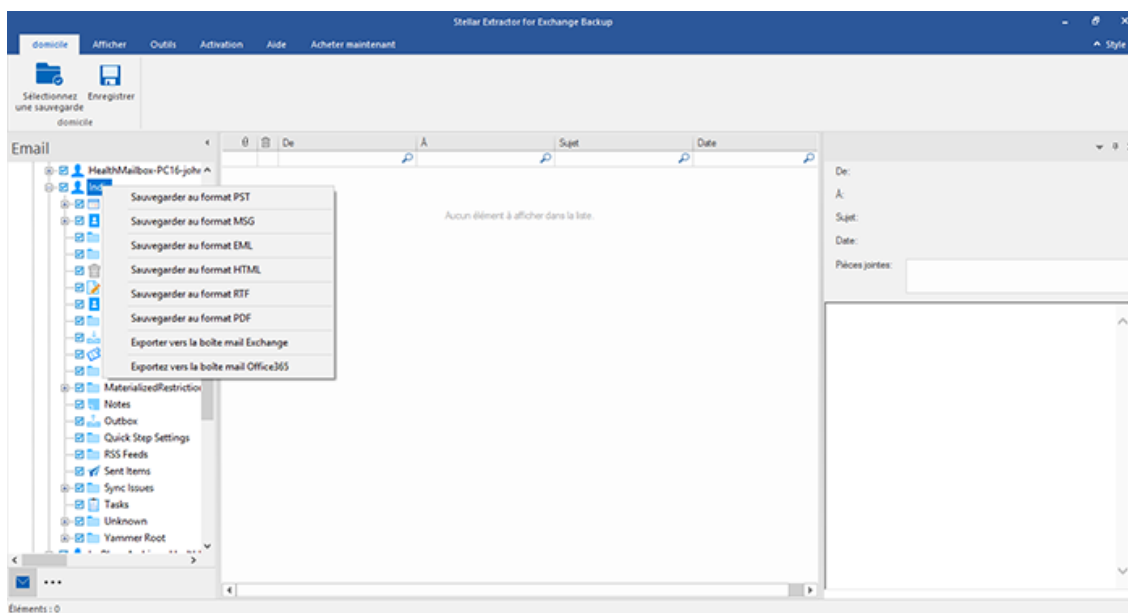 Stellar Extractor for Exchange Backup
domicile Afficher Outils Activation Aide Acheter maintenant
Style
Sélectionnez une sauvegarde
Enregistrer
domicile
Email
De À Sujet Date
HealthMailbox-PC16-john
Sauvegarder au format PST
Sauvegarder au format MSG
Sauvegarder au format EML
Sauvegarder au format HTML
Sauvegarder au format RTF
Sauvegarder au format PDF
Exporter vers la boîte mail Exchange
Exportez vers la boîte mail Office365
MaterializedRestriction
Notes
Outbox
Quick Step Settings
RSS Feeds
Sent Items
Sync Issues
Tasks
Unknown
Yammer Root
Aucun élément à afficher dans la liste.
De:
À:
Sujet:
Date:
Pièces jointes:
Éléments : 0